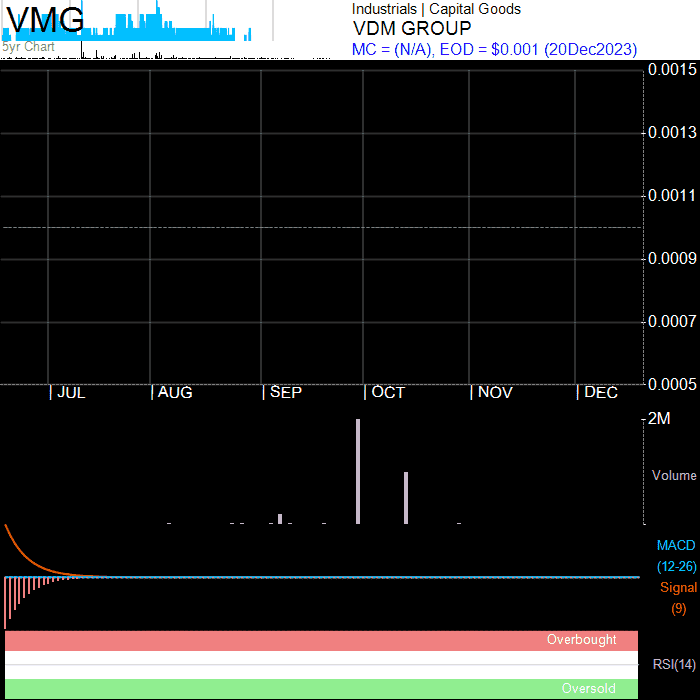 VMG
5yr Chart
Industrials | Capital Goods
VDM GROUP
MC = (N/A), EOD = $0.001 (20Dec2023)
0.0015
0.0013
0.0011
0.0009
0.0007
0.0005
| JUL | AUG | SEP | OCT | NOV | DEC
2M
Volume
MACD
(12-26)
Signal
(9)
Overbought
RSI(14)
Oversold